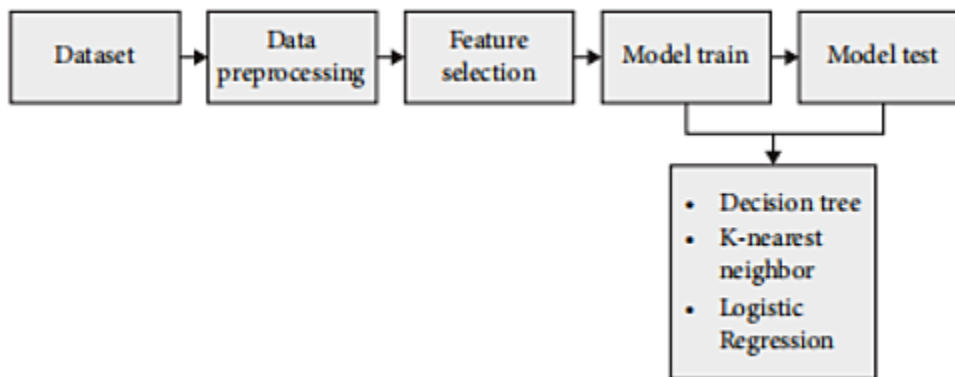 Dataset
Data
preprocessing
Feature
selection
Model train
Model test
• Decision tree
• K-nearest
neighbor
• Logistic
Regression